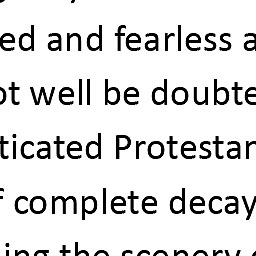 ed and fearless a
ot well be doubte
ticated Protestan
f complete decay
ing the scenery